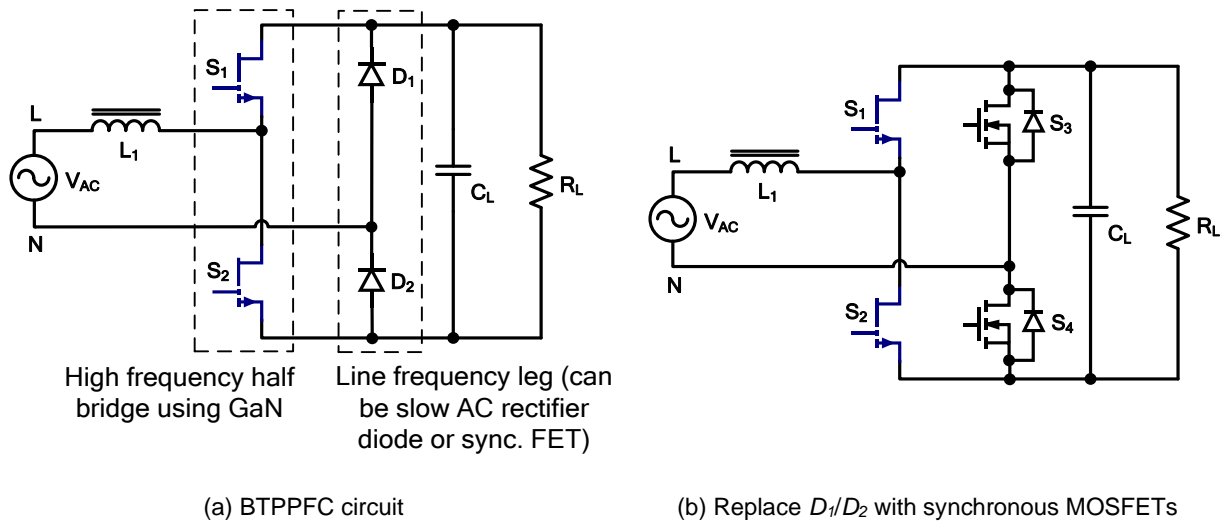 S1
D1
L
L1
VAC
CL
RL
N
S2
D2
High frequency half
bridge using GaN
Line frequency leg (can
be slow AC rectifier
diode or sync. FET)
(a) BTPPFC circuit
S1
S3
L
L1
VAC
CL
RL
N
S2
S4
(b) Replace D1/D2 with synchronous MOSFETs